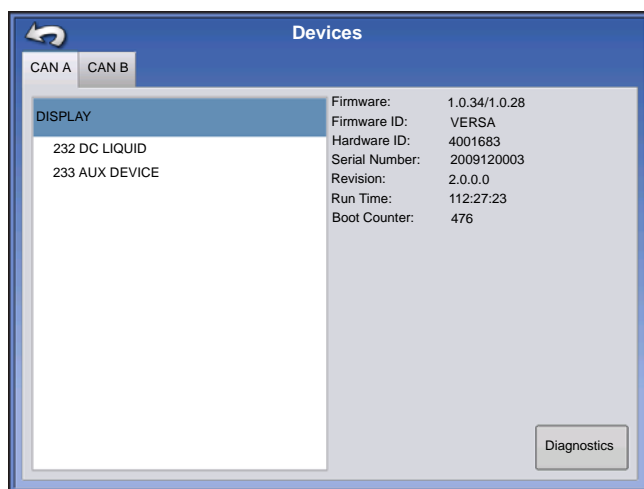 Devices
CAN A CAN B
DISPLAY
232 DC LIQUID
233 AUX DEVICE
Firmware: 1.0.34/1.0.28
Firmware ID: VERSA
Hardware ID: 4001683
Serial Number: 2009120003
Revision: 2.0.0.0
Run Time: 112:27:23
Boot Counter: 476
Diagnostics